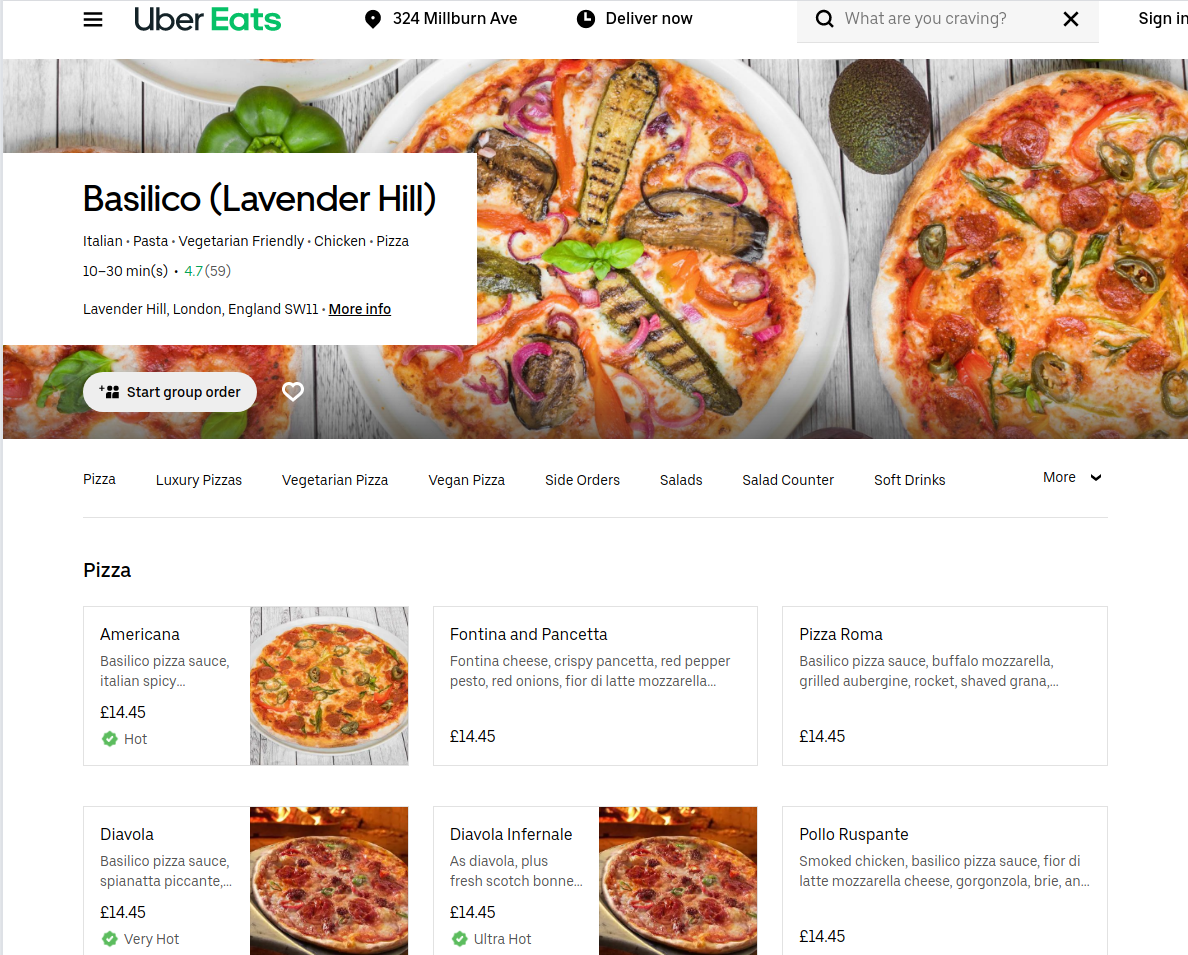 Uber Eats
324 Millburn Ave
Deliver now
What are you craving?
Sign in
Basilico (Lavender Hill)
Italian • Pasta • Vegetarian Friendly • Chicken • Pizza
10–30 min(s) • 4.7 (59)
Lavender Hill, London, England SW11 • More info
Start group order
Pizza
Luxury Pizzas
Vegetarian Pizza
Vegan Pizza
Side Orders
Salads
Salad Counter
Soft Drinks
More
Pizza
Americana
Basilico pizza sauce,
italian spicy...
£14.45
Hot
Fontina and Pancetta
Fontina cheese, crispy pancetta, red pepper
pesto, red onions, fior di latte mozzarella...
£14.45
Pizza Roma
Basilico pizza sauce, buffalo mozzarella,
grilled aubergine, rocket, shaved grana,...
£14.45
Diavola
Basilico pizza sauce,
spianatta piccante,...
£14.45
Very Hot
Diavola Infernale
As diavola, plus
fresh scotch bonne...
£14.45
Ultra Hot
Pollo Ruspante
Smoked chicken, basilico pizza sauce, fior di
latte mozzarella cheese, gorgonzola, brie, an...
£14.45